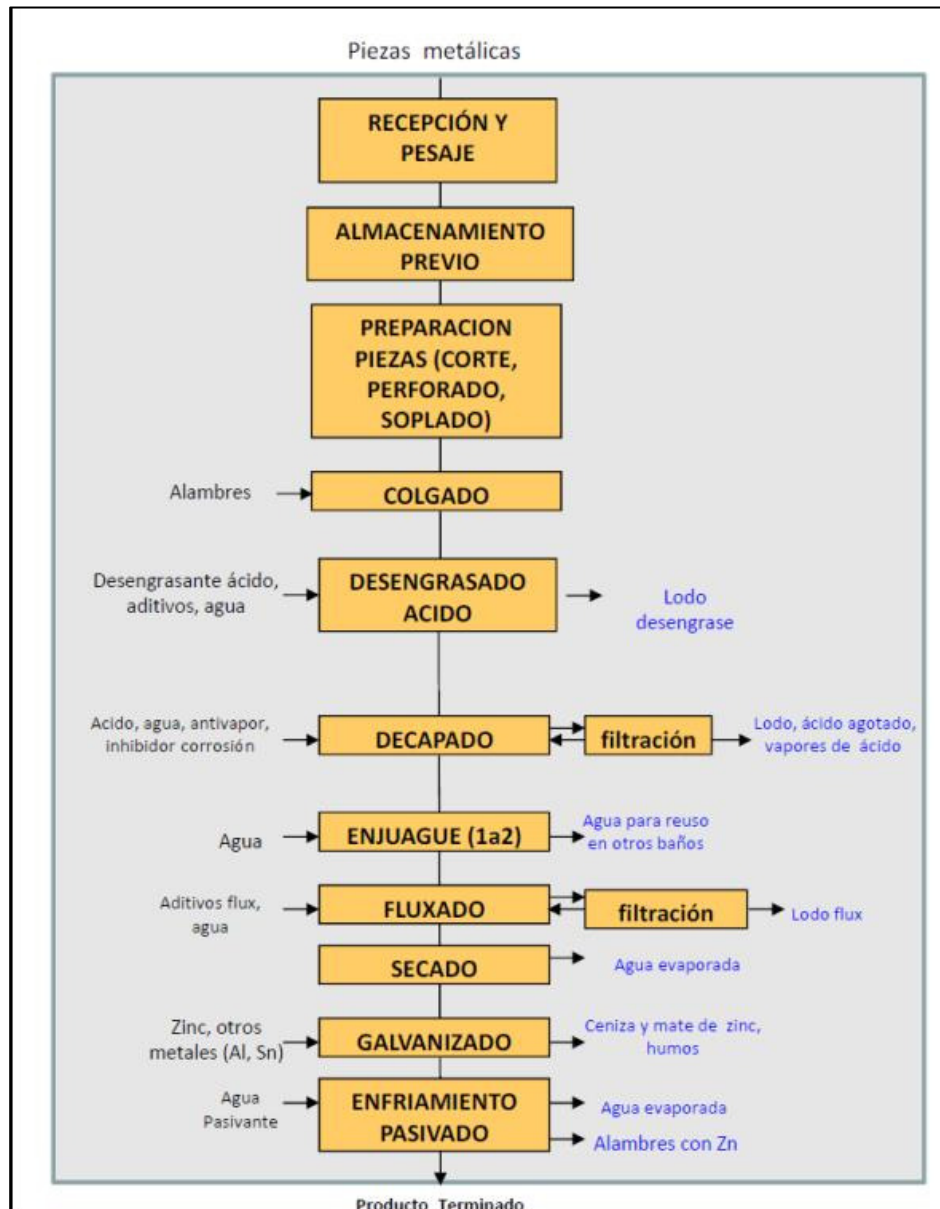 Piezas metálicas
RECEPCIÓN Y
PESAJE
ALMACENAMIENTO
PREVIO
PREPARACION
PIEZAS (CORTE,
PERFORADO,
SOPLADO)
Alambres
COLGADO
Desengrasante ácido,
aditivos, agua
DESENGRASADO
ACIDO
Lodo
desengrase
Acido, agua, antivapor,
inhibidor corrosión
DECAPADO
filtración
Lodo, ácido agotado,
vapores de ácido
Agua
ENJUAGUE (1a2)
Agua para reuso
en otros baños
Aditivos flux,
agua
FLUXADO
filtración
Lodo flux
SECADO
Agua evaporada
Zinc, otros
metales (Al, Sn)
GALVANIZADO
Ceniza y mate de zinc,
humos
Agua
Pasivante
ENFRIAMIENTO
PASIVADO
Agua evaporada
Alambres con Zn
Producto Terminado